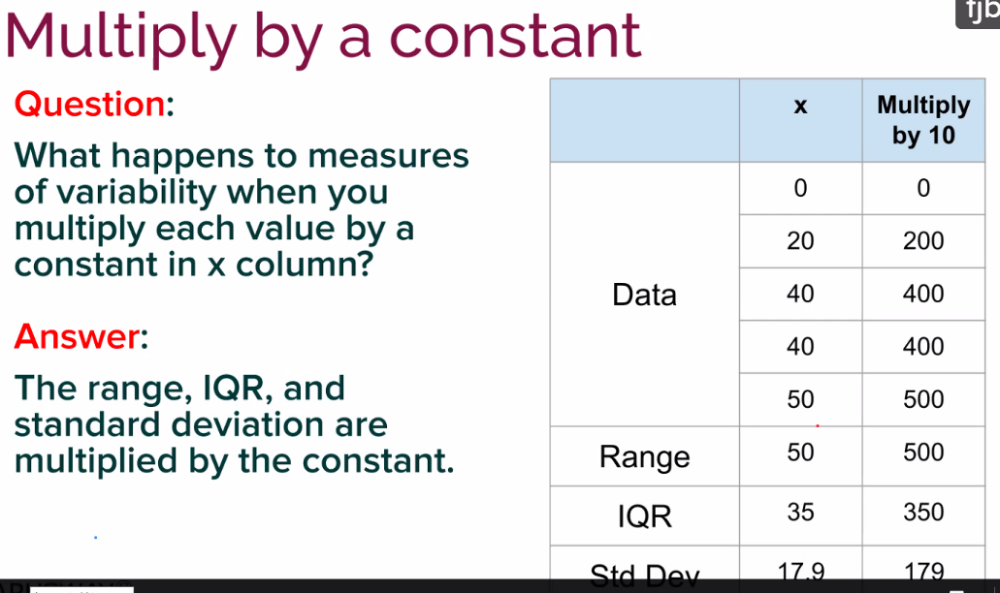 Multiply by a constant
Question:
What happens to measures
of variability when you
multiply each value by a
constant in x column?
Answer:
The range, IQR, and
standard deviation are
multiplied by the constant.
x Multiply
by 10
Data
0 0
20 200
40 400
40 400
50 500
Range 50 500
IQR 35 350
Std Dev 17.9 179